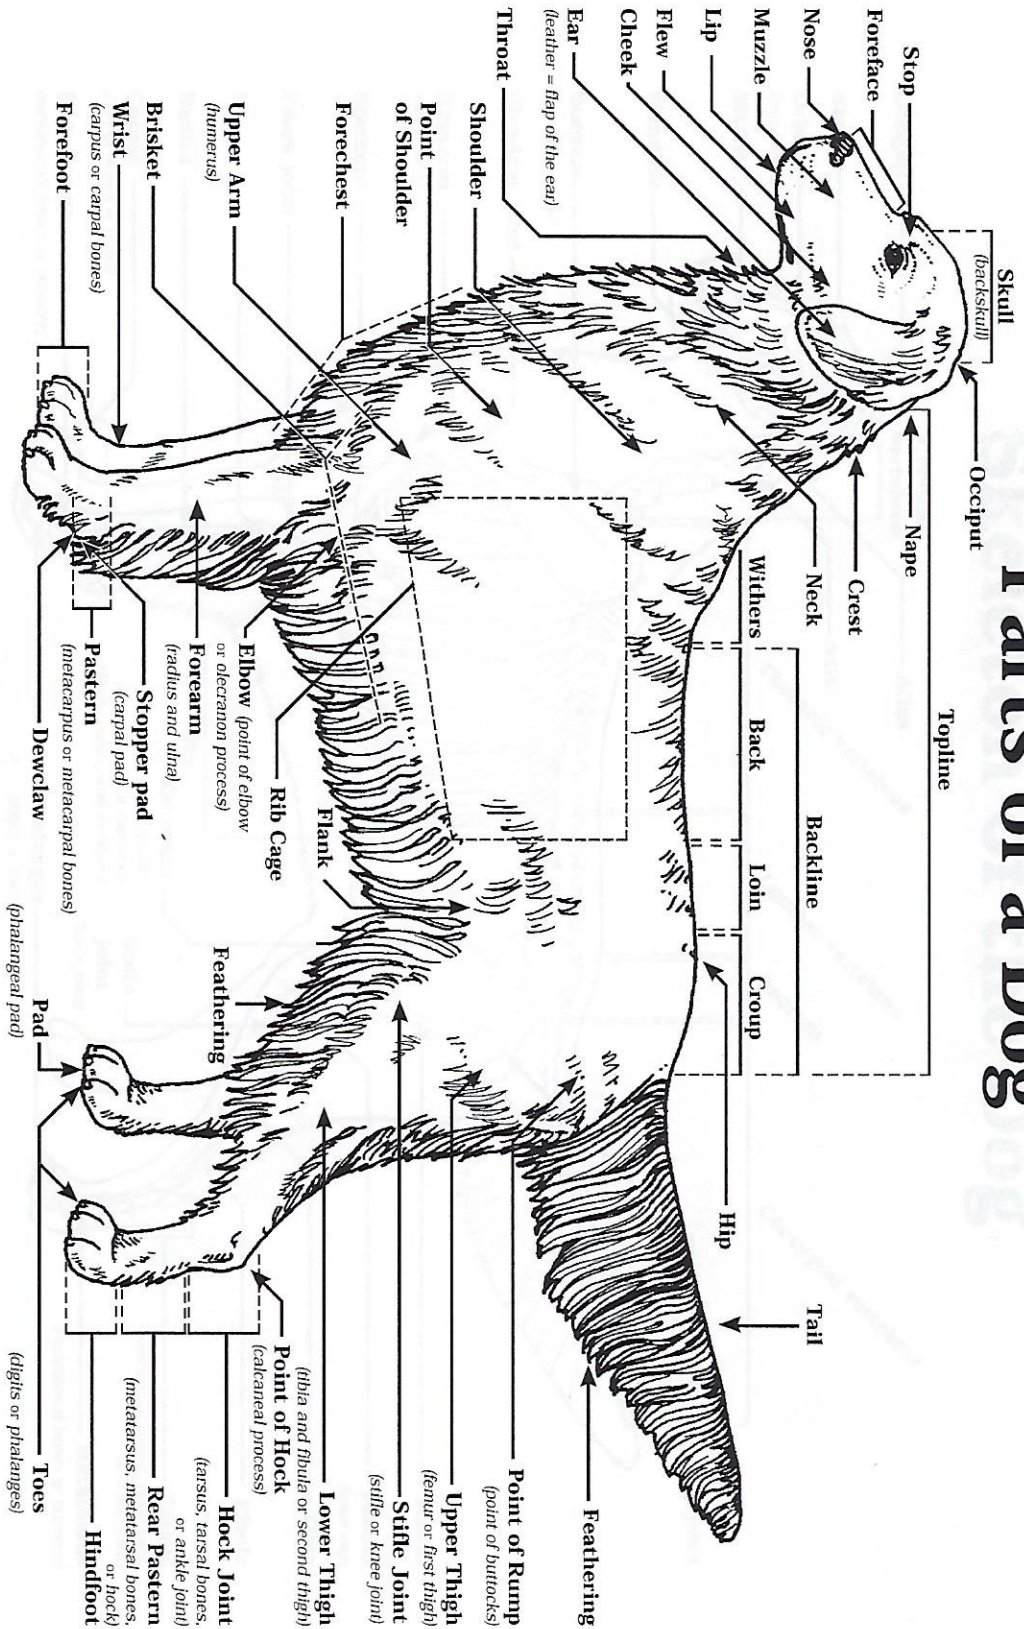 Parts of a Dog
Topline
Backline
Withers
Back
Loin
Croup
Skull
(backskull)
Occiput
Nape
Crest
Neck
Hip
Tail
Stop
Foreface
Nose
Muzzle
Lip
Flew
Cheek
Ear
(leather = flap of the ear)
Throat
Shoulder
Point
of Shoulder
Forechest
Upper Arm
(humerus)
Brisket
Wrist
(carpus or carpal bones)
Forefoot
Rib Cage
Flank
Elbow (point of elbow
or olecranon process)
Forearm
(radius and ulna)
Stopper pad
(carpal pad)
Pastern
(metacarpus or metacarpal bones)
Dewclaw
Feathering
Pad
(phalangeal pad)
Feathering
Point of Rump
(point of buttocks)
Upper Thigh
(femur or first thigh)
Stifle Joint
(stifle or knee joint)
Lower Thigh
(tibia and fibula or second thigh)
Point of Hock
(calcaneal process)
Hock Joint
(tarsus, tarsal bones,
or ankle joint)
Rear Pastern
(metatarsus, metatarsal bones,
or hock)
Hindfoot
Toes
(digits or phalanges)